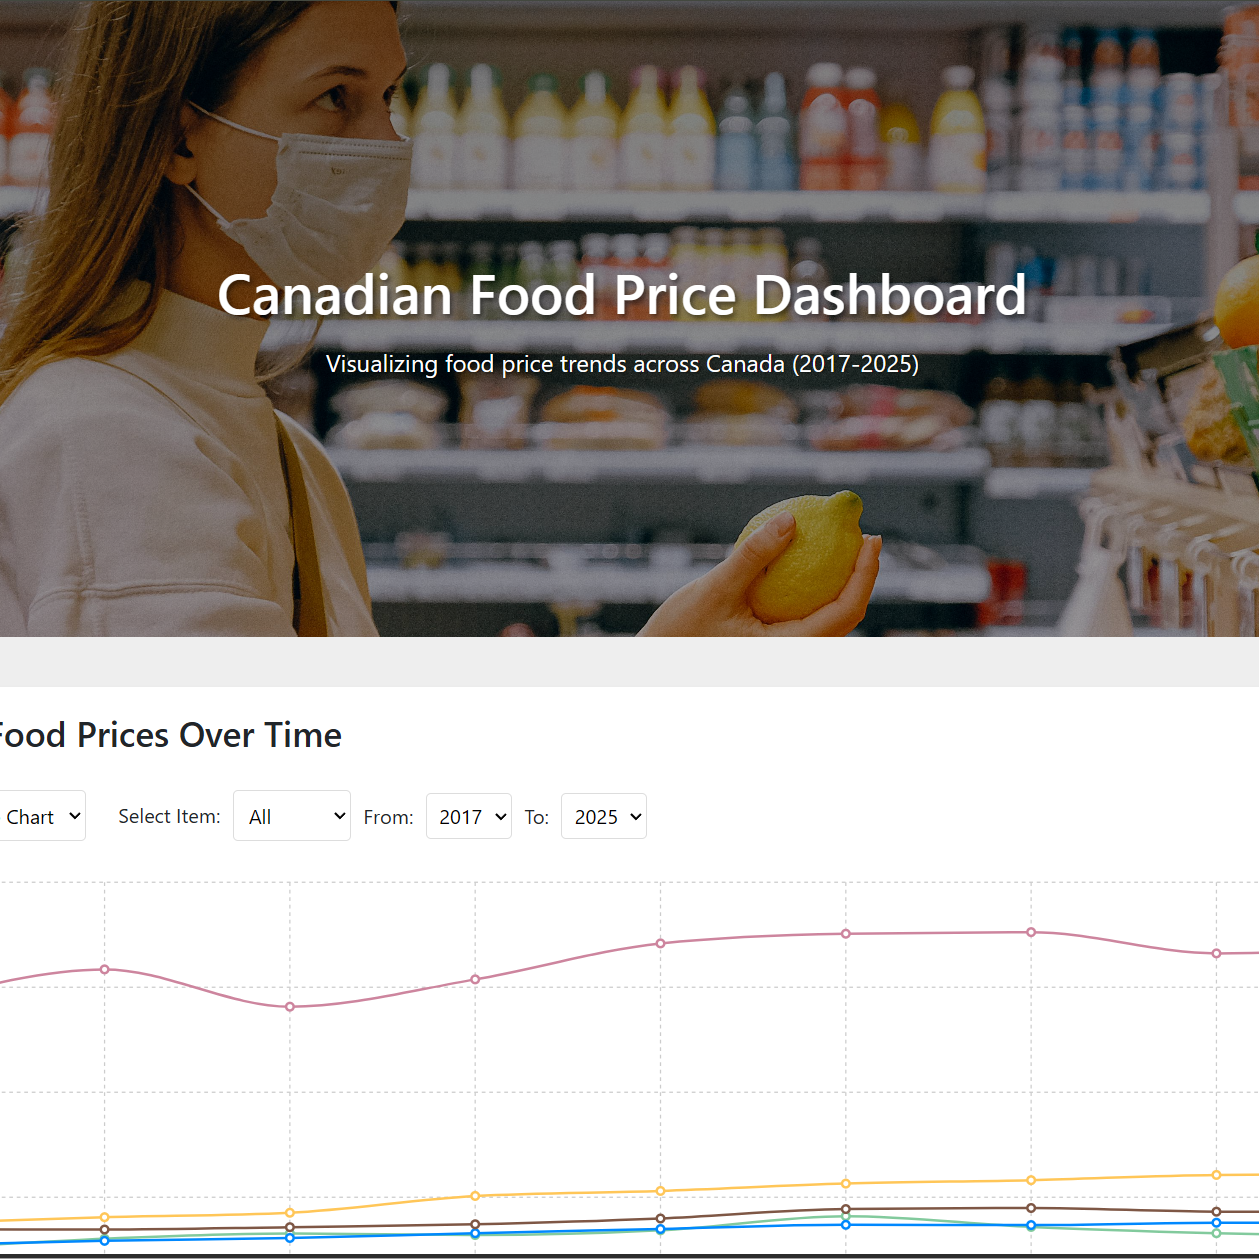 Canadian Food Price Dashboard
Visualizing food price trends across Canada (2017-2025)
Food Prices Over Time
Chart Select Item: All From: 2017 To: 2025